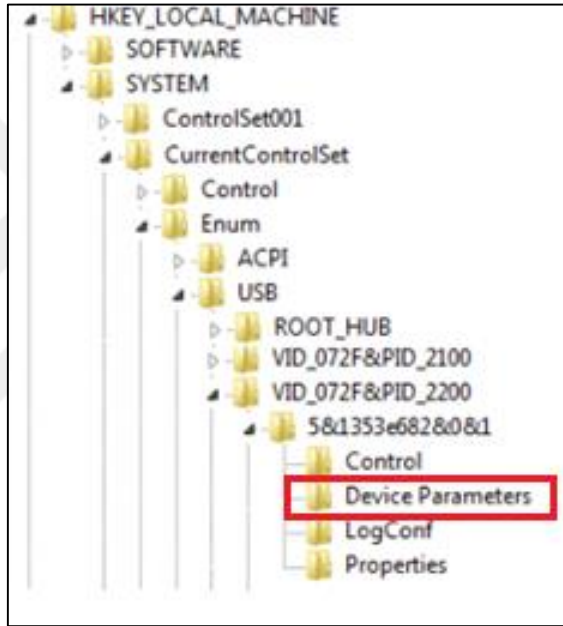 HKEY_LOCAL_MACHINE
SOFTWARE
SYSTEM
ControlSet001
CurrentControlSet
Control
Enum
ACPI
USB
ROOT_HUB
VID_072F&PID_2100
VID_072F&PID_2200
5&1353e682&0&1
Control
Device Parameters
LogConf
Properties